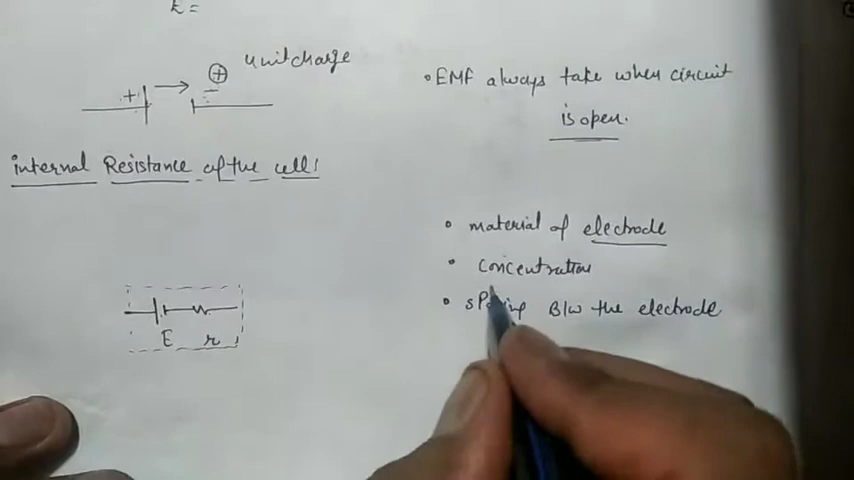 ε =
+ → ⊕ unit charge
−
internal Resistance of the cell!
E r
• EMF always take when circuit
is open.
• material of electrode
• concentration
• spacing B/w the electrode